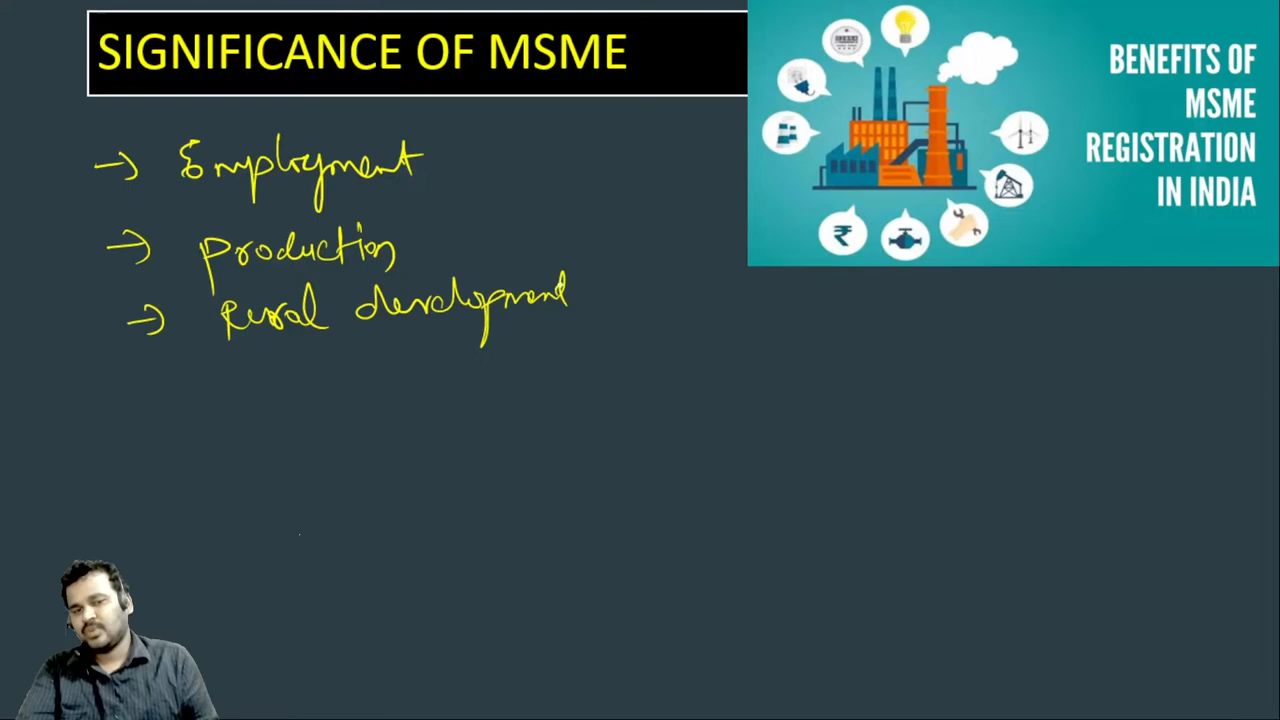 SIGNIFICANCE OF MSME
BENEFITS OF
MSME
REGISTRATION
IN INDIA
→ Employment
→ production
→ Rural development
₹